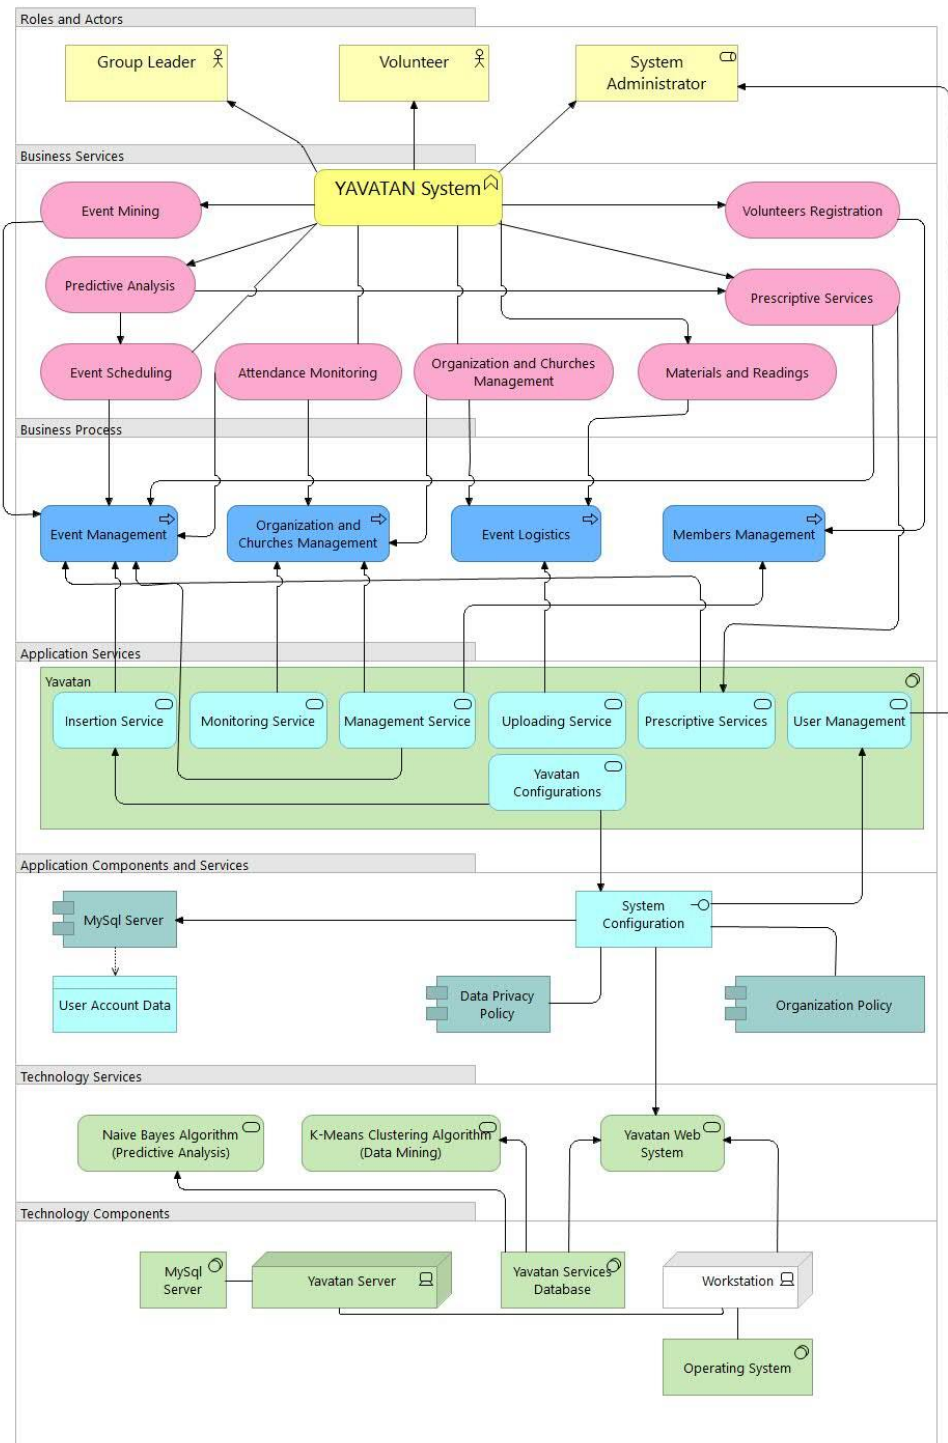 Roles and Actors
Group Leader
Volunteer
System
Administrator
Business Services
YAVATAN System
Event Mining
Volunteers Registration
Predictive Analysis
Prescriptive Services
Event Scheduling
Attendance Monitoring
Organization and Churches
Management
Materials and Readings
Business Process
Event Management
Organization and
Churches Management
Event Logistics
Members Management
Application Services
Yavatan
Insertion Service
Monitoring Service
Management Service
Uploading Service
Prescriptive Services
User Management
Yavatan
Configurations
Application Components and Services
MySql Server
System
Configuration
User Account Data
Data Privacy
Policy
Organization Policy
Technology Services
Naive Bayes Algorithm
(Predictive Analysis)
K-Means Clustering Algorithm
(Data Mining)
Yavatan Web
System
Technology Components
MySql
Server
Yavatan Server
Yavatan Services
Database
Workstation
Operating System